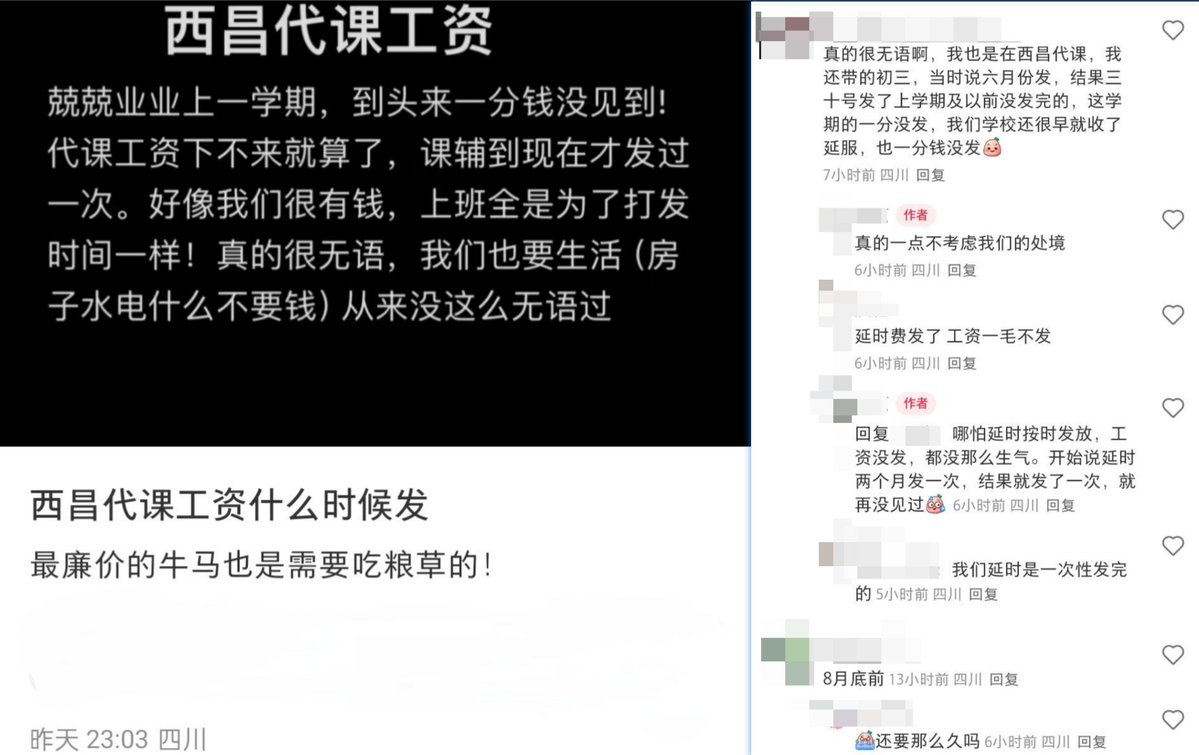 西昌代课工资
兢兢业业上一学期，到头来一分钱没见到!
代课工资下不来就算了，课辅到现在才发过
一次。好像我们很有钱，上班全是为了打发
时间一样！真的很无语，我们也要生活（房
子水电什么不要钱）从来没这么无语过
西昌代课工资什么时候发
最廉价的牛马也是需要吃粮草的！
昨天 23:03 四川
真的很无语啊，我也是在西昌代课，我
还带的初三，当时说六月份发，结果三
十号发了上学期及以前没发完的，这学
期的一分没发，我们学校还很早就收了
延服，也一分钱没发
7小时前 四川 回复
作者
真的一点不考虑我们的处境
6小时前 四川 回复
延时费发了 工资一毛不发
6小时前 四川 回复
作者
回复 哪怕延时按时发放，工
资没发，都没那么生气。开始说延时
两个月发一次，结果就发了一次，就
再没见过 6小时前 四川 回复
我们延时是一次性发完
的 5小时前 四川 回复
8月底前 13小时前 四川 回复
还要那么久吗 6小时前 四川 回复